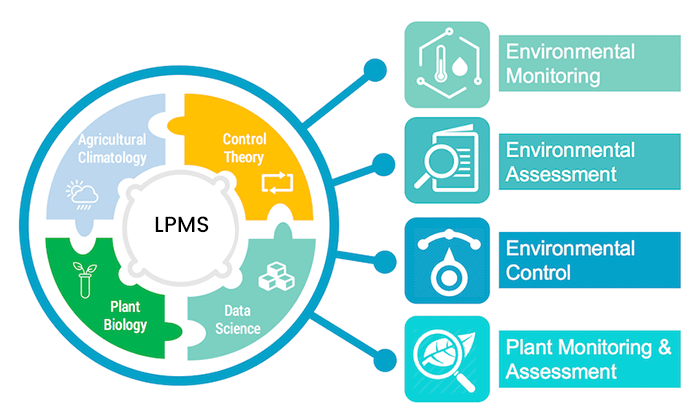 Agricultural
Climatology
Control
Theory
LPMS
Plant
Biology
Data
Science
Environmental
Monitoring
Environmental
Assessment
Environmental
Control
Plant Monitoring &
Assessment